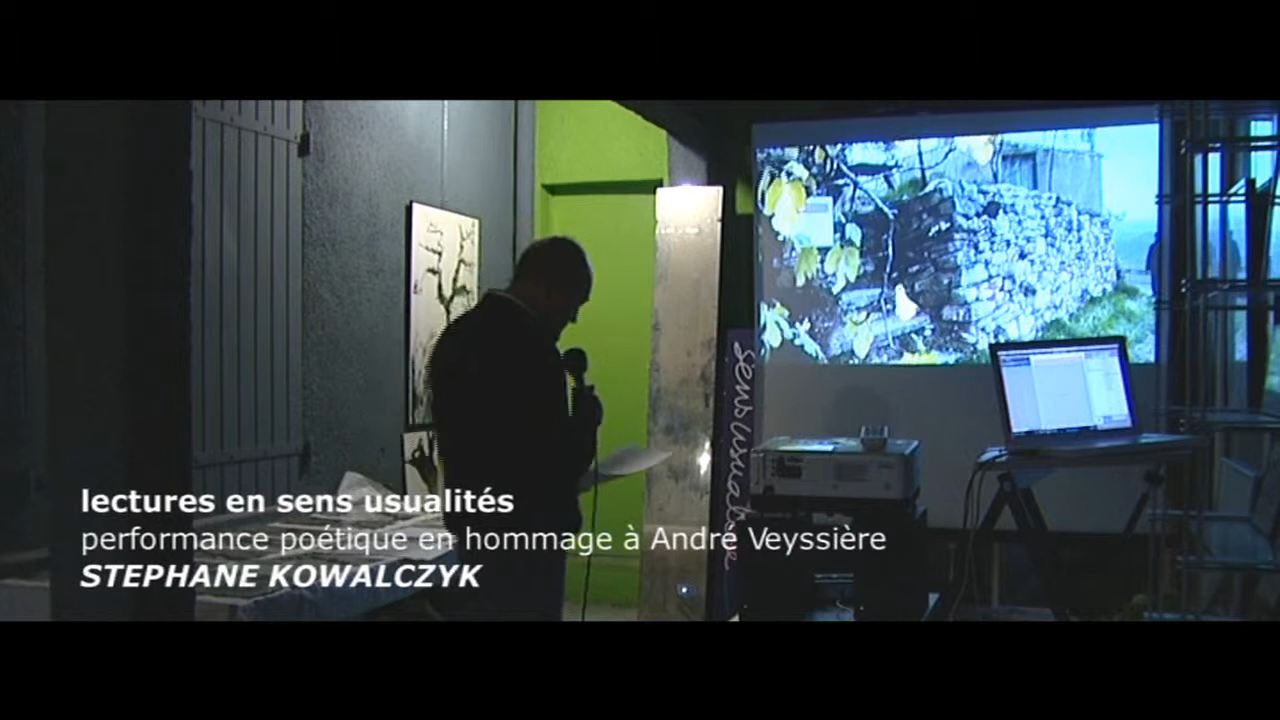 lectures en sens usualités
performance poétique en hommage à André Veyssière
STEPHANE KOWALCZYK